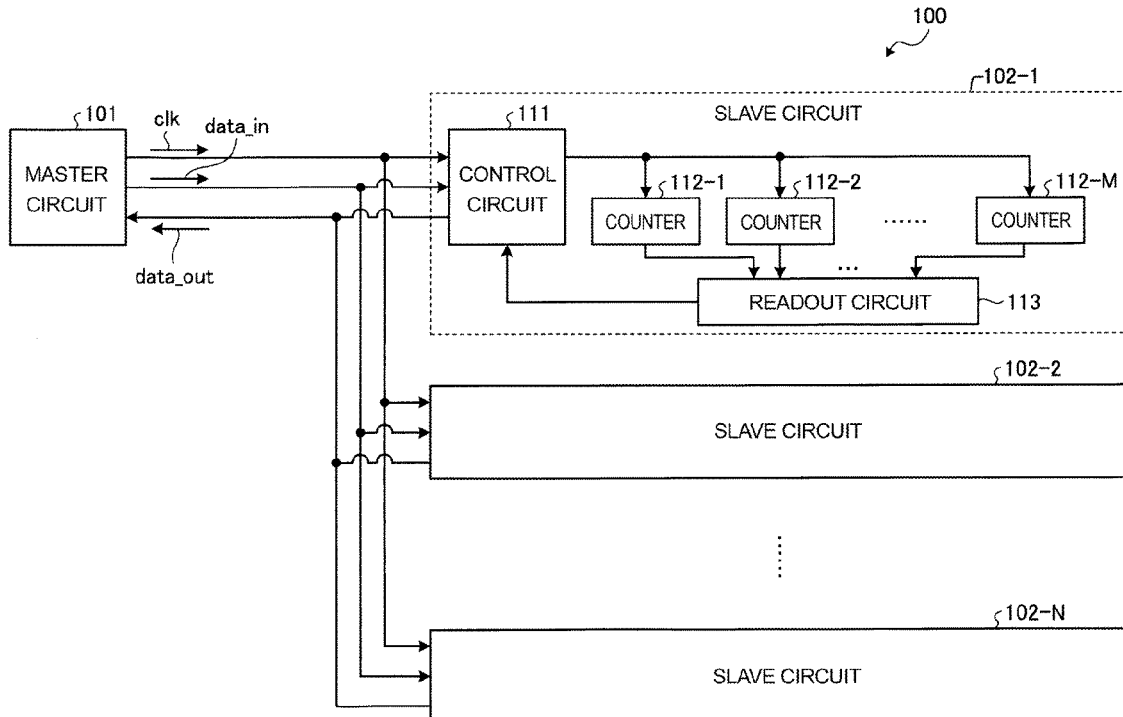 100
102-1
SLAVE CIRCUIT
101
clk
data_in
111
MASTER
CIRCUIT
CONTROL
CIRCUIT
112-1
112-2
112-M
COUNTER
COUNTER
......
COUNTER
data_out
...
READOUT CIRCUIT
113
102-2
SLAVE CIRCUIT
102-N
SLAVE CIRCUIT